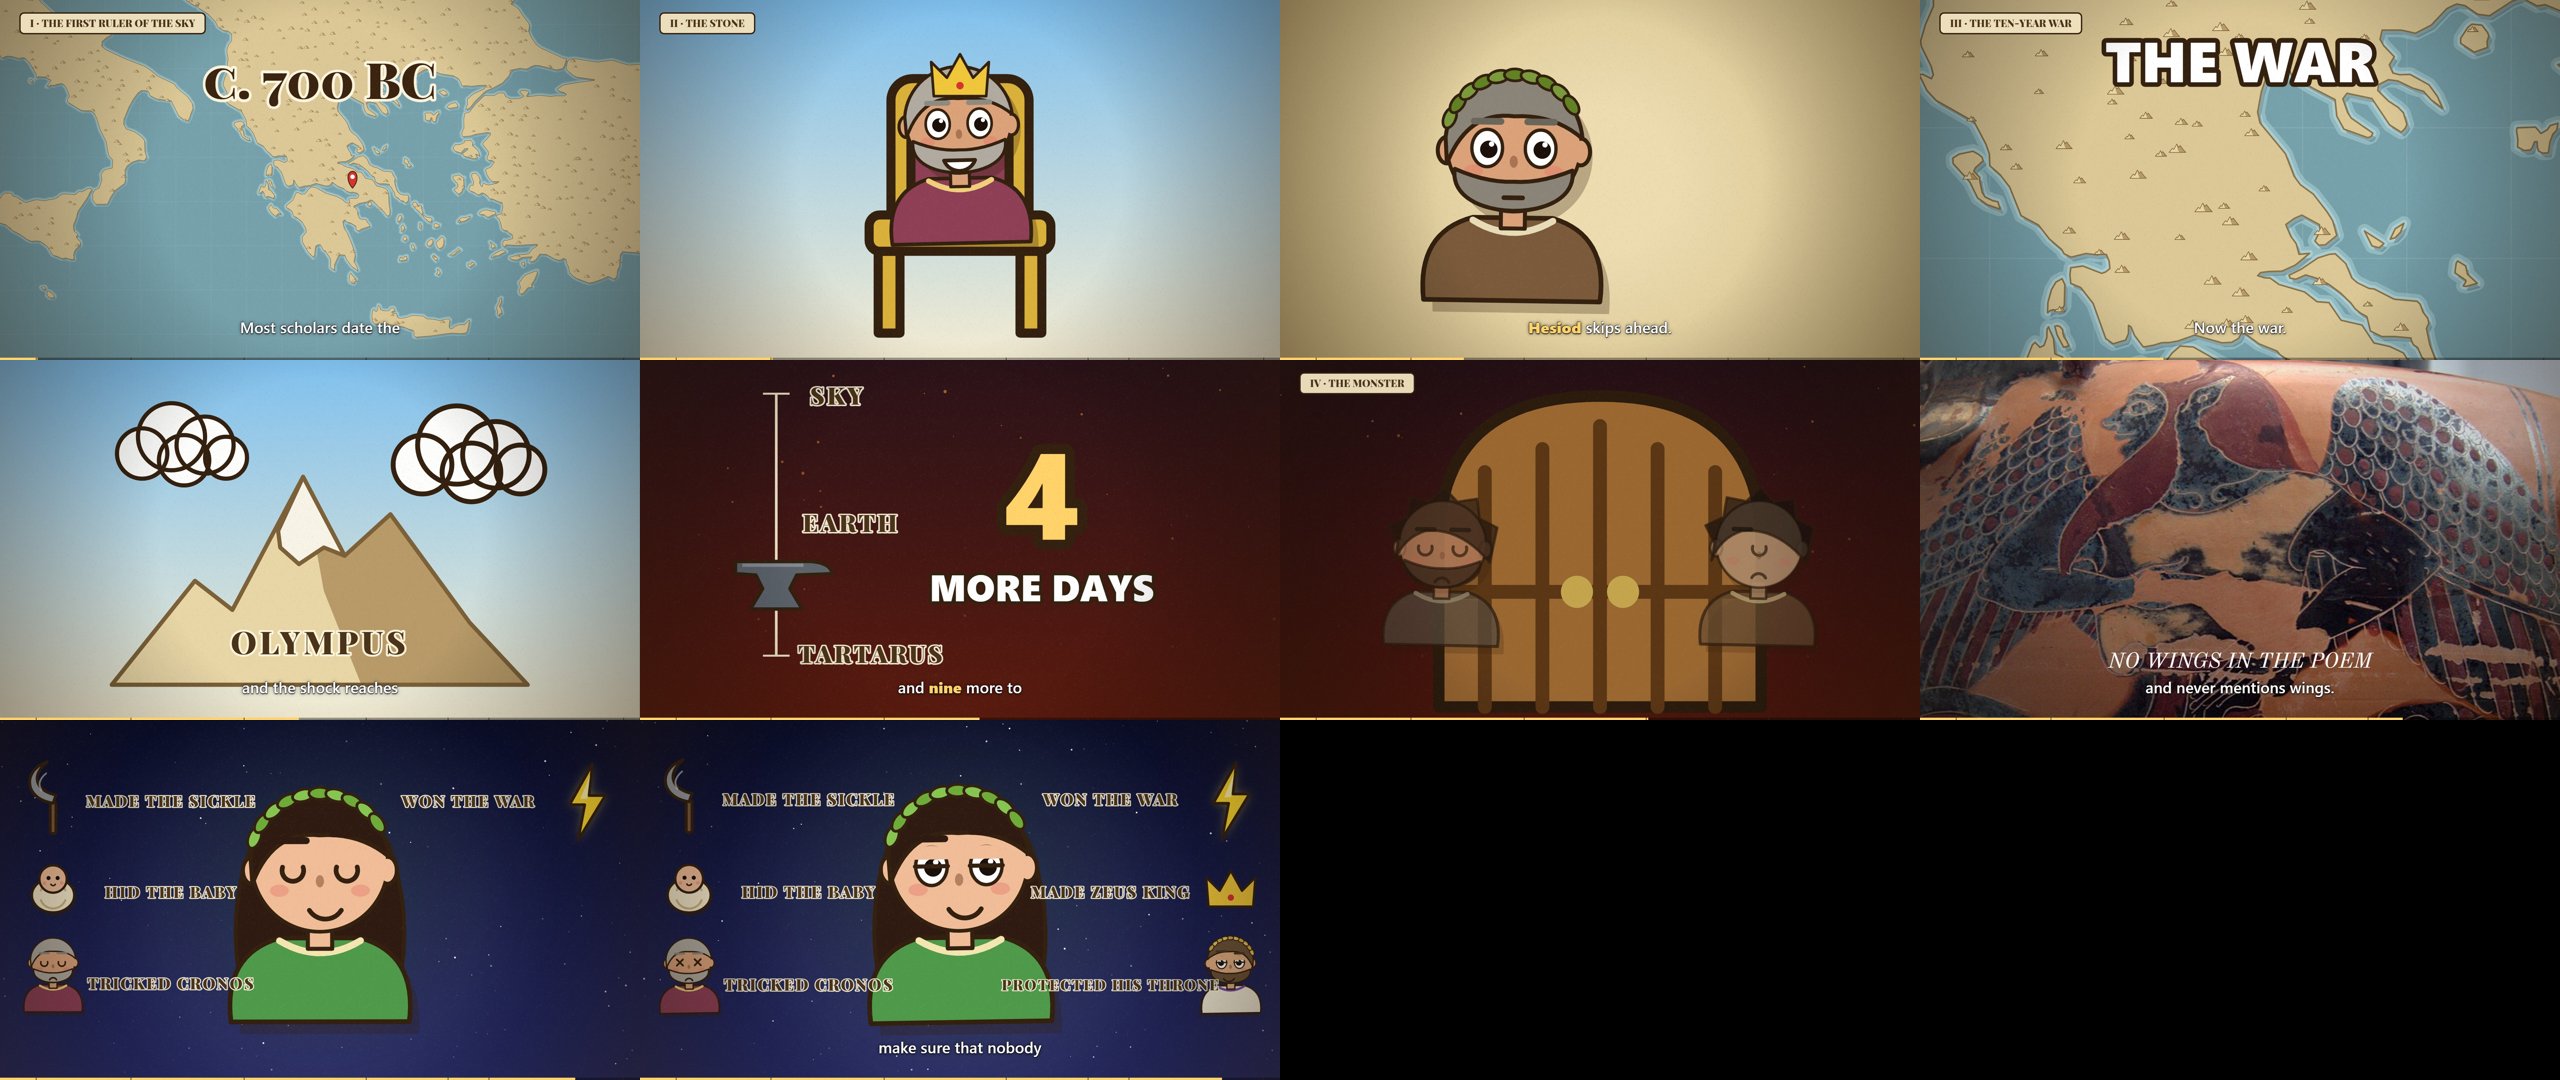 I · THE FIRST RULER OF THE SKY
C. 700 BC
Most scholars date the
II · THE STONE
Hesiod skips ahead.
III · THE TEN-YEAR WAR
THE WAR
Now the war.
OLYMPUS
and the shock reaches
SKY
EARTH
TARTARUS
4
MORE DAYS
and nine more to
IV · THE MONSTER
NO WINGS IN THE POEM
and never mentions wings.
MADE THE SICKLE
WON THE WAR
HID THE BABY
TRICKED CRONOS
MADE THE SICKLE
WON THE WAR
HID THE BABY
MADE ZEUS KING
TRICKED CRONOS
PROTECTED HIS THRONE
make sure that nobody